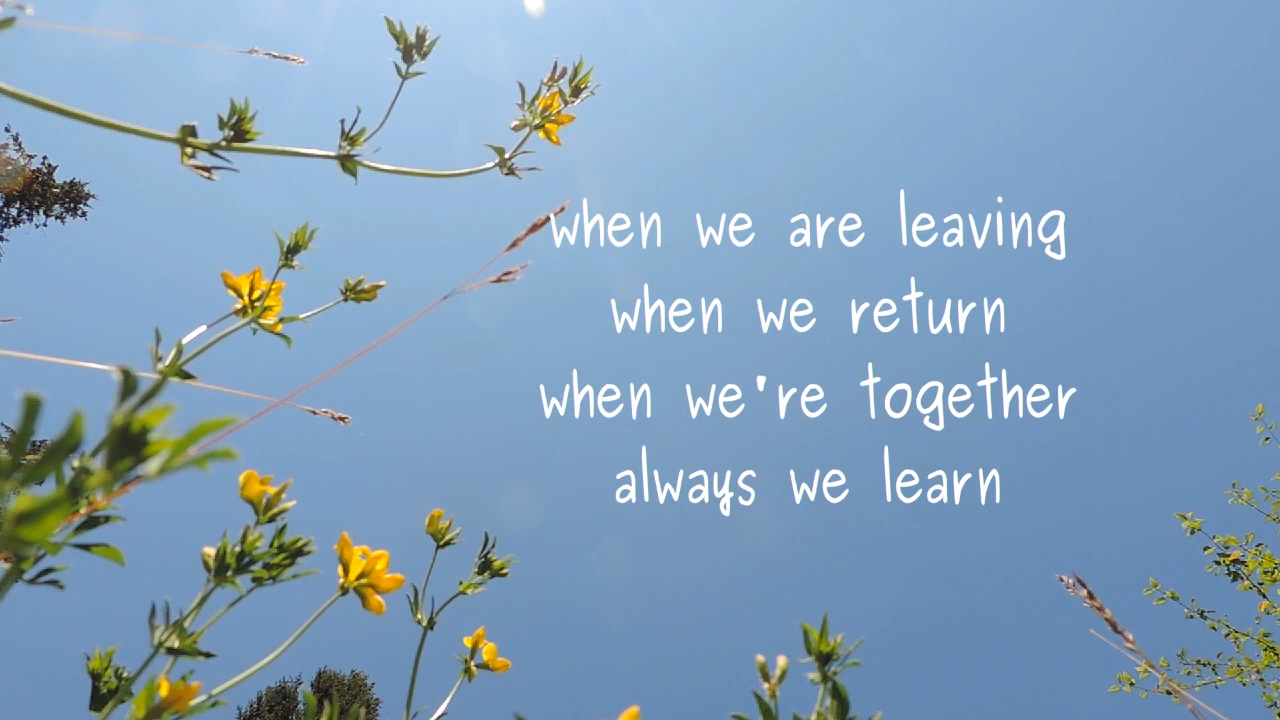 when we are leaving
when we return
when we're together
always we learn